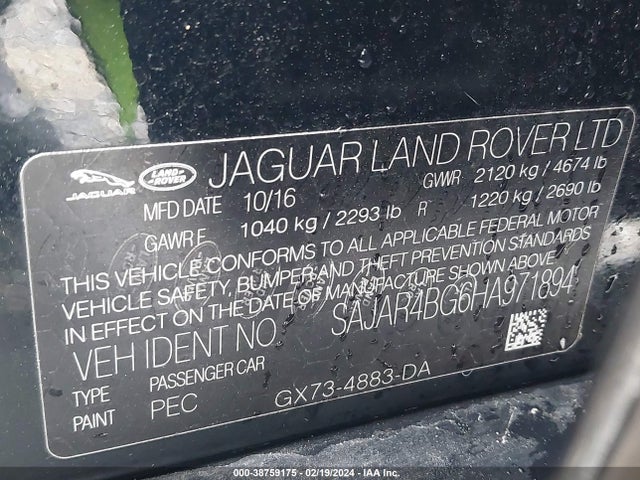 JAGUAR LAND-ROVER JAGUAR LAND ROVER LTD
MFD DATE 10/16 GVWR 2120 kg / 4674 lb
GAWR F 1040 kg / 2293 lb R 1220 kg / 2690 lb
THIS VEHICLE CONFORMS TO ALL APPLICABLE FEDERAL MOTOR
VEHICLE SAFETY, BUMPER AND THEFT PREVENTION STANDARDS
IN EFFECT ON THE DATE OF MANUFACTURE SHOWN ABOVE
VEH IDENT NO SAJAR4BG6HA971894
TYPE PASSENGER CAR
PAINT PEC GX73-4883-DA
000-38759175 - 02/19/2024 - IAA Inc.